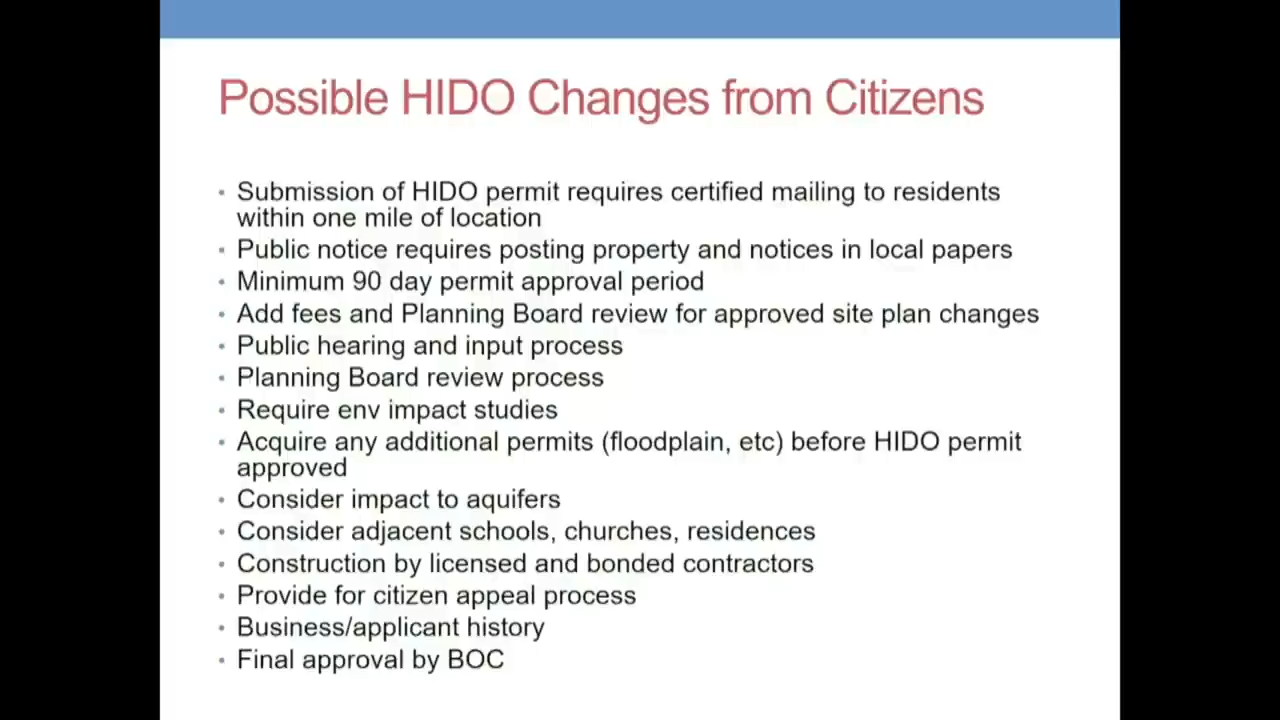 Possible HIDO Changes from Citizens
• Submission of HIDO permit requires certified mailing to residents
within one mile of location
• Public notice requires posting property and notices in local papers
• Minimum 90 day permit approval period
• Add fees and Planning Board review for approved site plan changes
• Public hearing and input process
• Planning Board review process
• Require env impact studies
• Acquire any additional permits (floodplain, etc) before HIDO permit
approved
• Consider impact to aquifers
• Consider adjacent schools, churches, residences
• Construction by licensed and bonded contractors
• Provide for citizen appeal process
• Business/applicant history
• Final approval by BOC